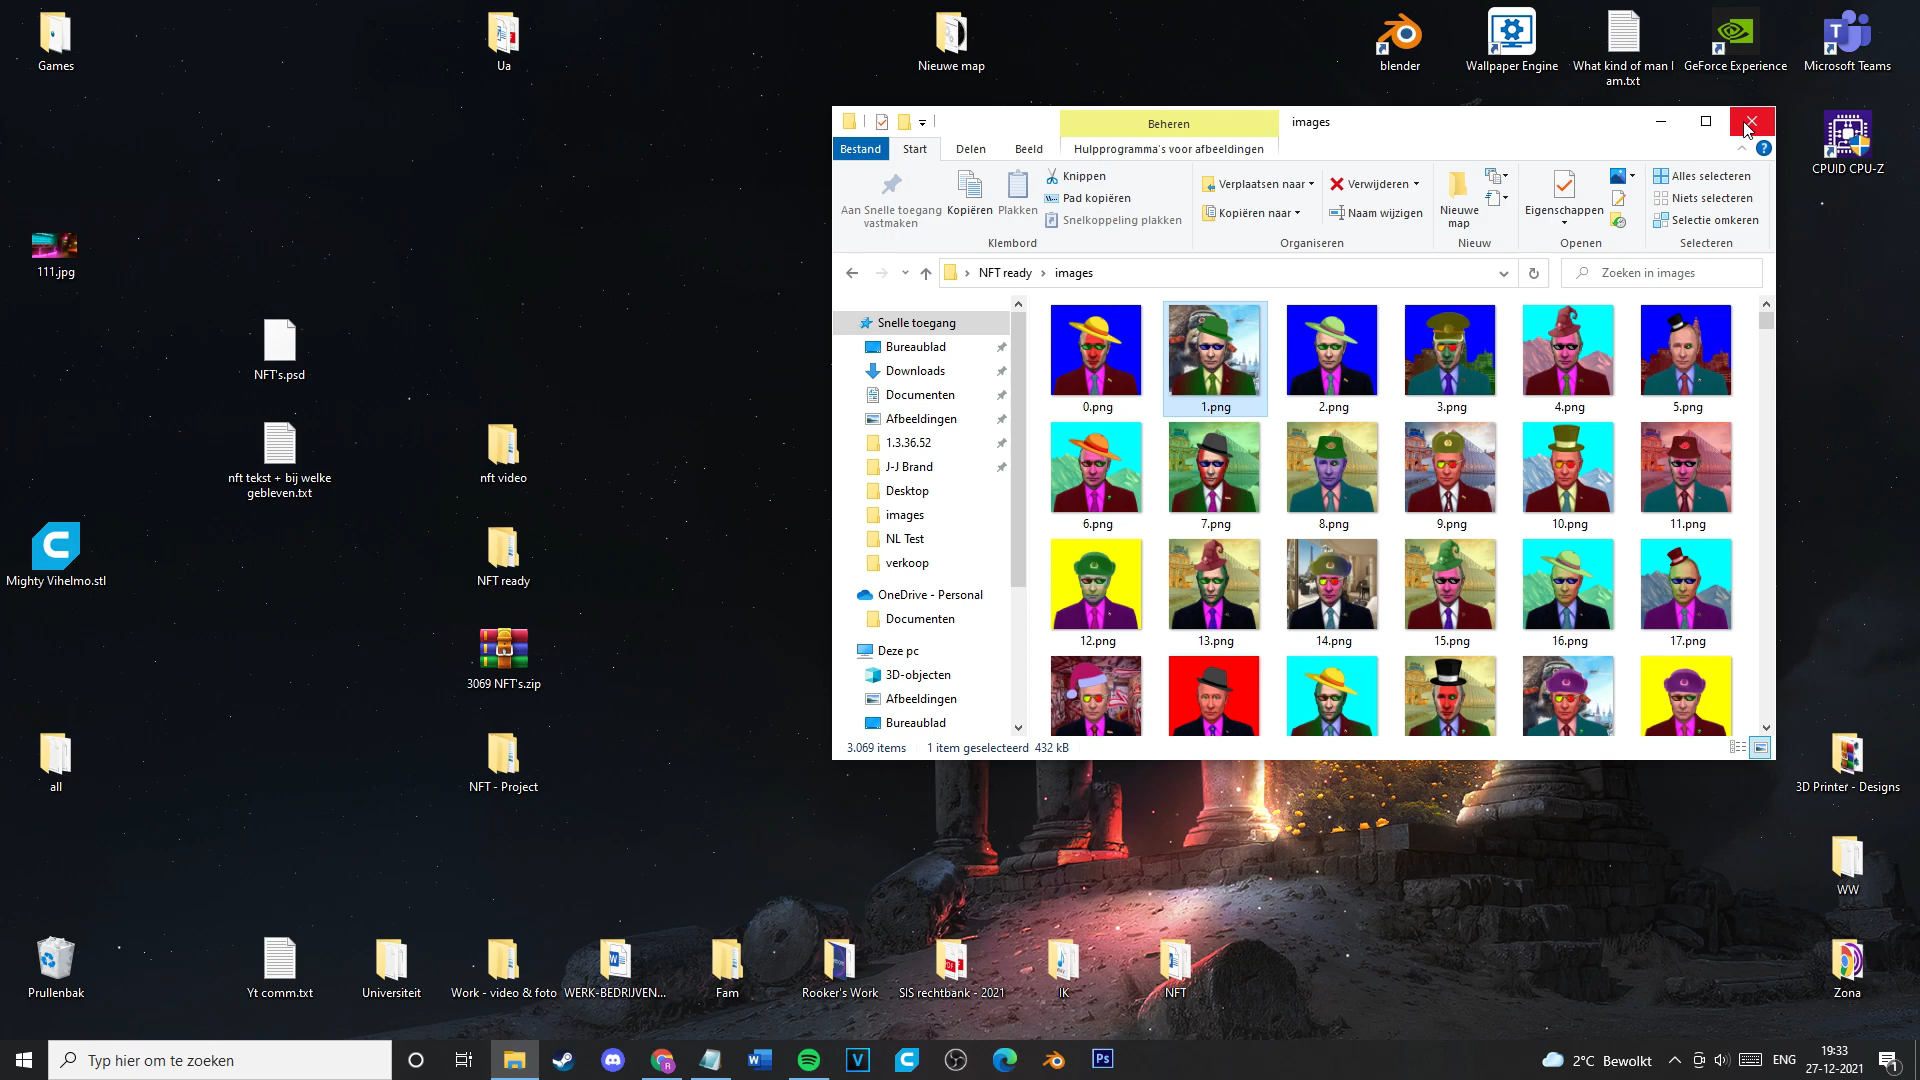 Games
Ua
Nieuwe map
blender
Wallpaper Engine
What kind of man I
am.txt
GeForce Experience
Microsoft Teams
CPUID CPU-Z
111.jpg
NFT's.psd
nft tekst + bij welke
gebleven.txt
nft video
Mighty Vihelmo.stl
NFT ready
3069 NFT's.zip
all
NFT - Project
3D Printer - Designs
WW
Prullenbak
Yt comm.txt
Universiteit
Work - video & foto
WERK-BEDRIJVEN...
Fam
Rooker's Work
SIS rechtbank - 2021
IK
NFT
Zona
Beheren
images
Bestand
Start
Delen
Beeld
Hulpprogramma's voor afbeeldingen
Aan Snelle toegang
vastmaken
Kopiëren
Plakken
Knippen
Pad kopiëren
Snelkoppeling plakken
Klembord
Verplaatsen naar
Kopiëren naar
Verwijderen
Naam wijzigen
Organiseren
Nieuwe
map
Nieuw
Eigenschappen
Openen
Alles selecteren
Niets selecteren
Selectie omkeren
Selecteren
NFT ready
images
Zoeken in images
Snelle toegang
Bureaublad
Downloads
Documenten
Afbeeldingen
1.3.36.52
J-J Brand
Desktop
images
NL Test
verkoop
OneDrive - Personal
Documenten
Deze pc
3D-objecten
Afbeeldingen
Bureaublad
0.png
1.png
2.png
3.png
4.png
5.png
6.png
7.png
8.png
9.png
10.png
11.png
12.png
13.png
14.png
15.png
16.png
17.png
3.069 items
1 item geselecteerd 432 kB
Typ hier om te zoeken
2°C Bewolkt
ENG
19:33
27-12-2021
1